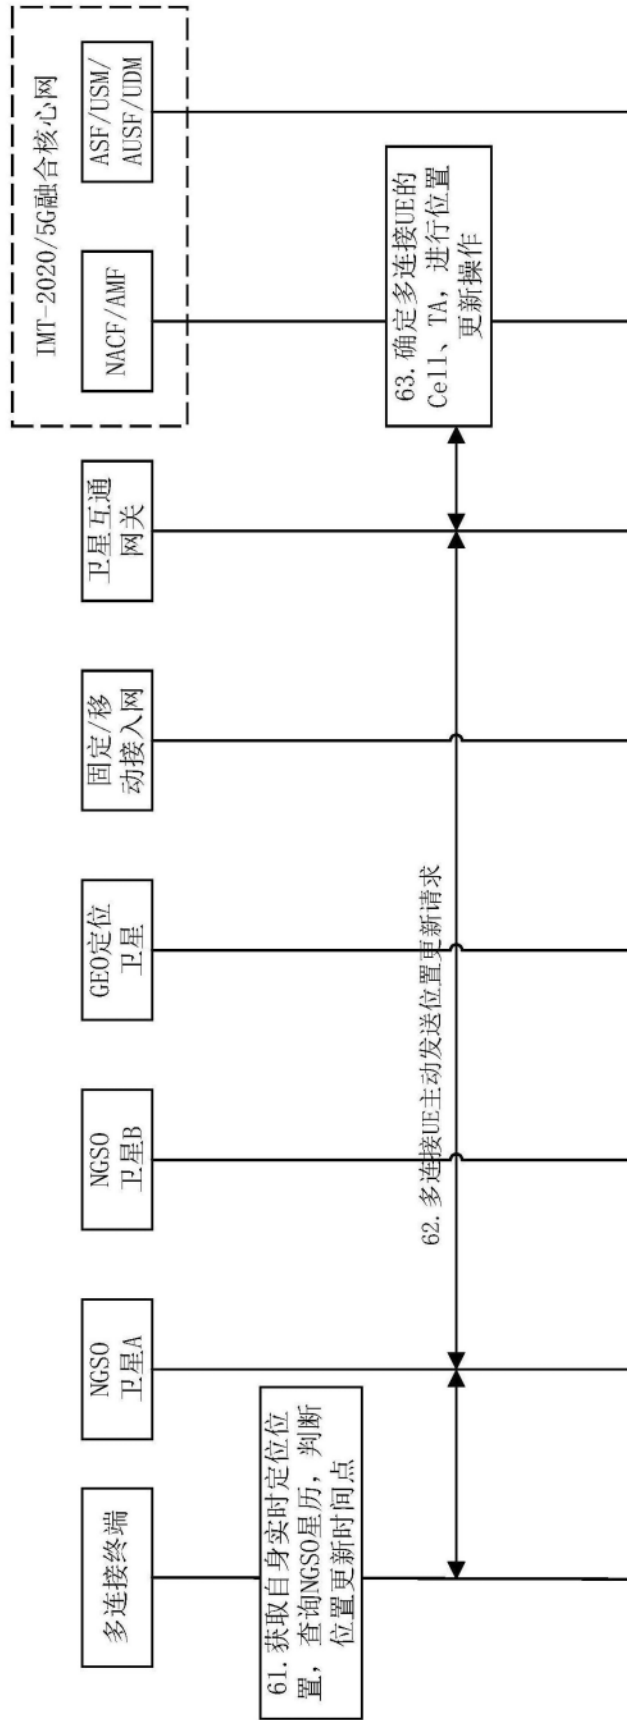 IMT-2020/5G融合核心网
多连接终端
NGSO
卫星A
NGSO
卫星B
GEO定位
卫星
固定/移
动接入网
卫星互通
网关
NACF/AMF
ASF/USM/
AUSF/UDM
61.获取自身实时定位位
置，查询NGSO星历，判断
位置更新时间点
62.多连接UE主动发送位置更新请求
63.确定多连接UE的
Cell、TA，进行位置
更新操作